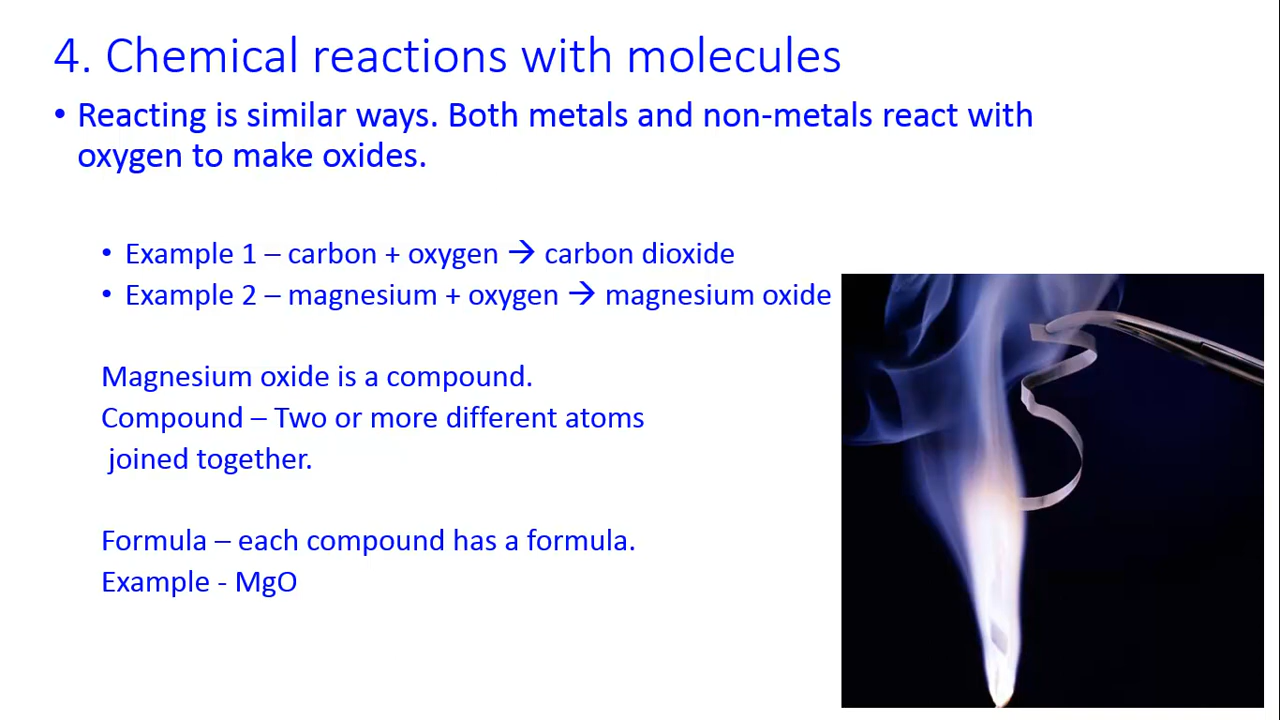 4. Chemical reactions with molecules
• Reacting is similar ways. Both metals and non-metals react with
oxygen to make oxides.
• Example 1 – carbon + oxygen → carbon dioxide
• Example 2 – magnesium + oxygen → magnesium oxide
Magnesium oxide is a compound.
Compound – Two or more different atoms
joined together.
Formula – each compound has a formula.
Example - MgO